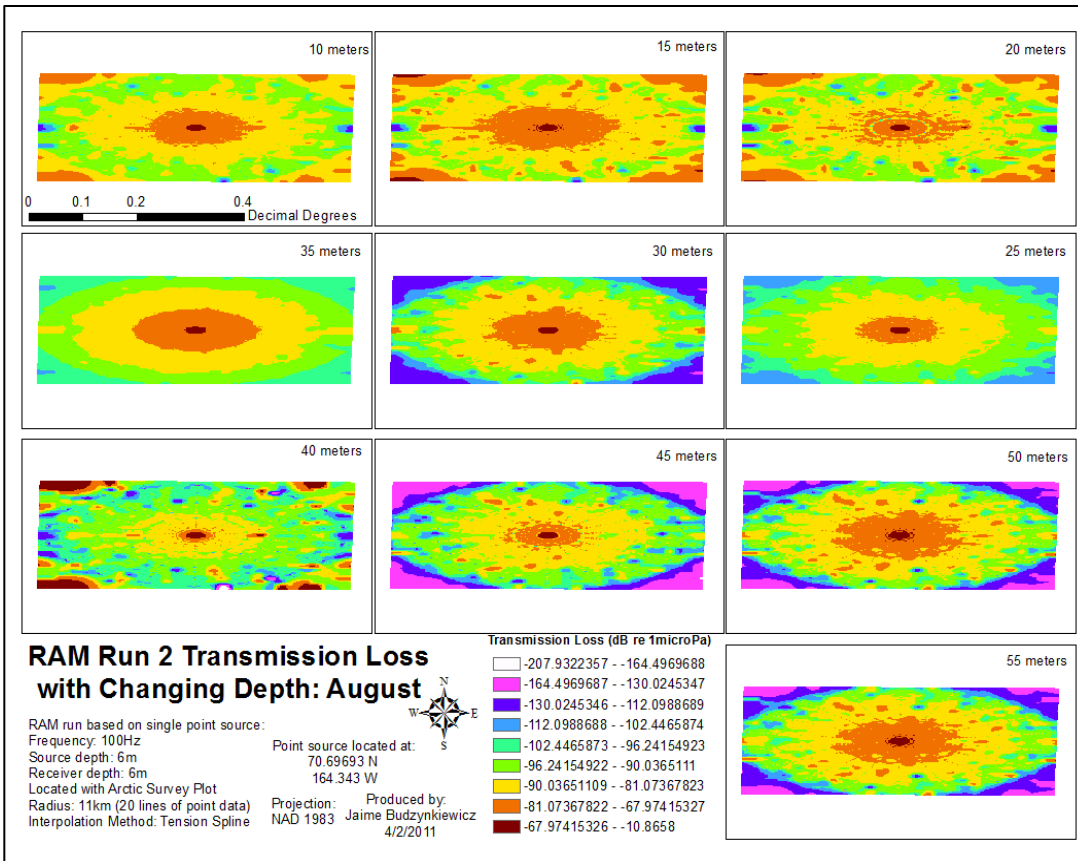 10 meters
15 meters
20 meters
0 0.1 0.2 0.4
Decimal Degrees
35 meters
30 meters
25 meters
40 meters
45 meters
50 meters
RAM Run 2 Transmission Loss
with Changing Depth: August
N
W E
S
RAM run based on single point source:
Frequency: 100Hz
Source depth: 6m
Receiver depth: 6m
Located with Arctic Survey Plot
Radius: 11km (20 lines of point data)
Interpolation Method: Tension Spline
Point source located at:
70.69693 N
164.343 W
Projection:
NAD 1983
Produced by:
Jaime Budzynkiewicz
4/2/2011
Transmission Loss (dB re 1microPa)
-207.9322357 - -164.4969688
-164.4969687 - -130.0245347
-130.0245346 - -112.0988689
-112.0988688 - -102.4465874
-102.4465873 - -96.24154923
-96.24154922 - -90.0365111
-90.03651109 - -81.07367823
-81.07367822 - -67.97415327
-67.97415326 - -10.8658
55 meters